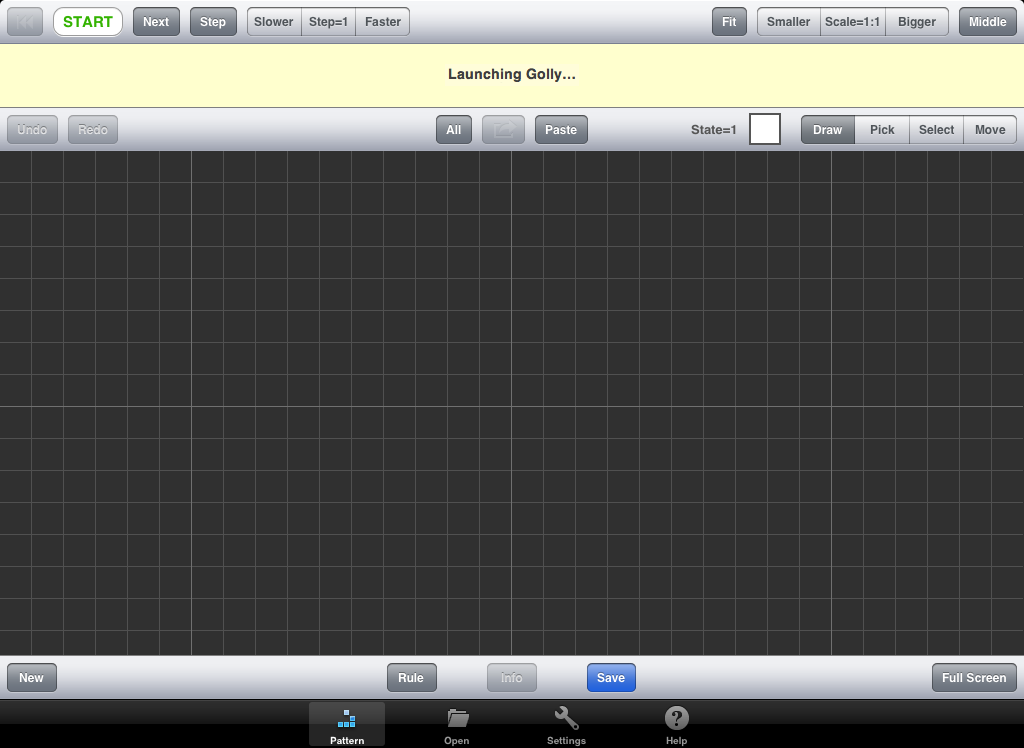 START Next Step Slower Step=1 Faster Fit Smaller Scale=1:1 Bigger Middle
Launching Golly...
Undo Redo All Paste State=1 Draw Pick Select Move
New Rule Info Save Full Screen
Pattern Open Settings Help